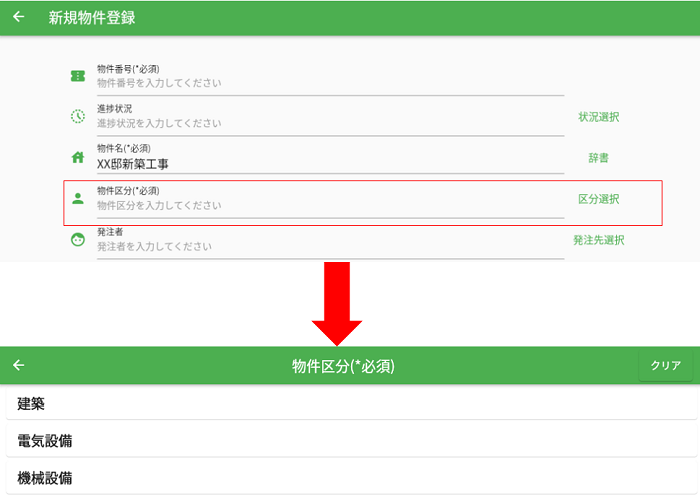 新規物件登録
物件番号(*必須)
物件番号を入力してください
進捗状況
進捗状況を入力してください
状況選択
物件名(*必須)
XX邸新築工事
辞書
物件区分(*必須)
物件区分を入力してください
区分選択
発注者
発注者を入力してください
発注先選択
物件区分(*必須)
クリア
建築
電気設備
機械設備